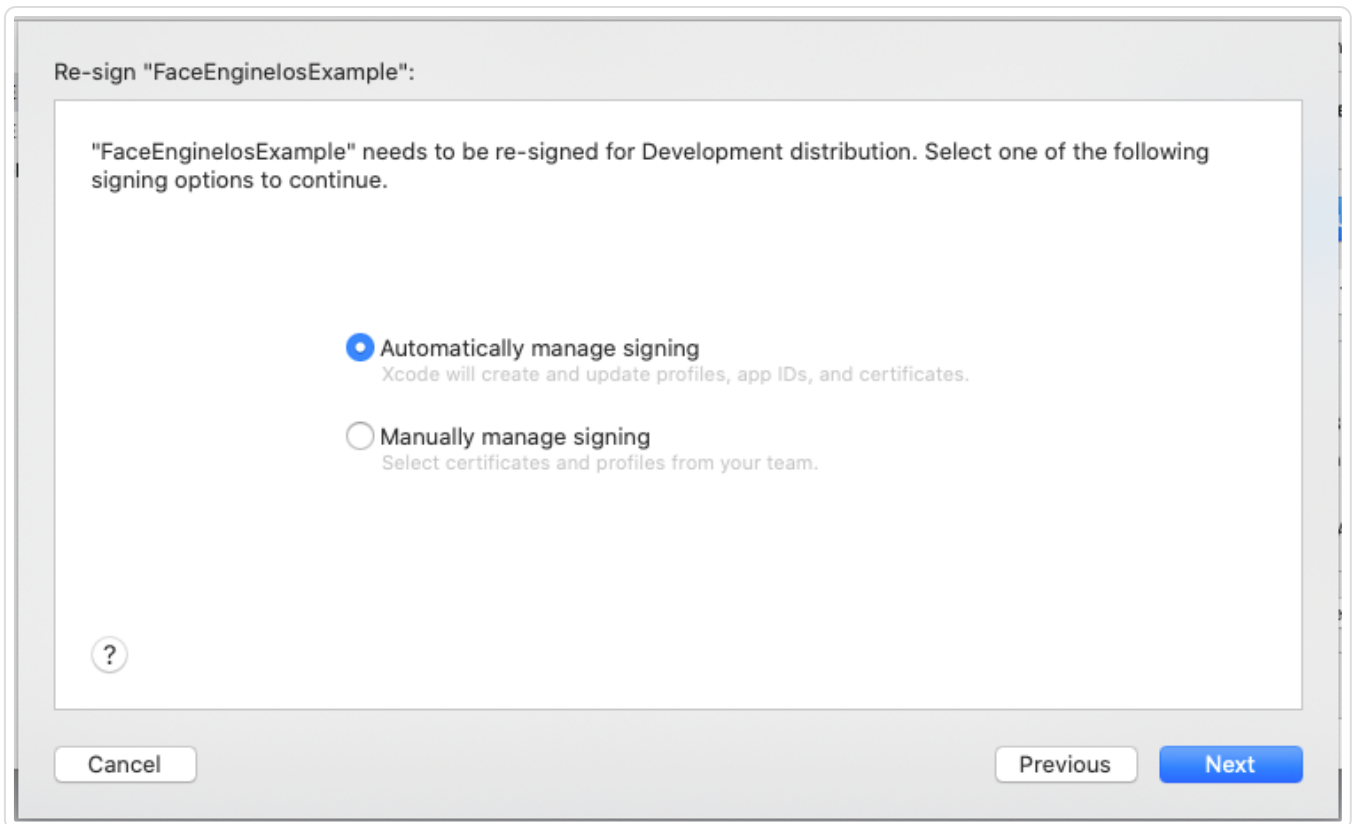 Re-sign "FaceEngineIosExample":
"FaceEngineIosExample" needs to be re-signed for Development distribution. Select one of the following
signing options to continue.
Automatically manage signing
Xcode will create and update profiles, app IDs, and certificates.
Manually manage signing
Select certificates and profiles from your team.
?
Cancel
Previous
Next